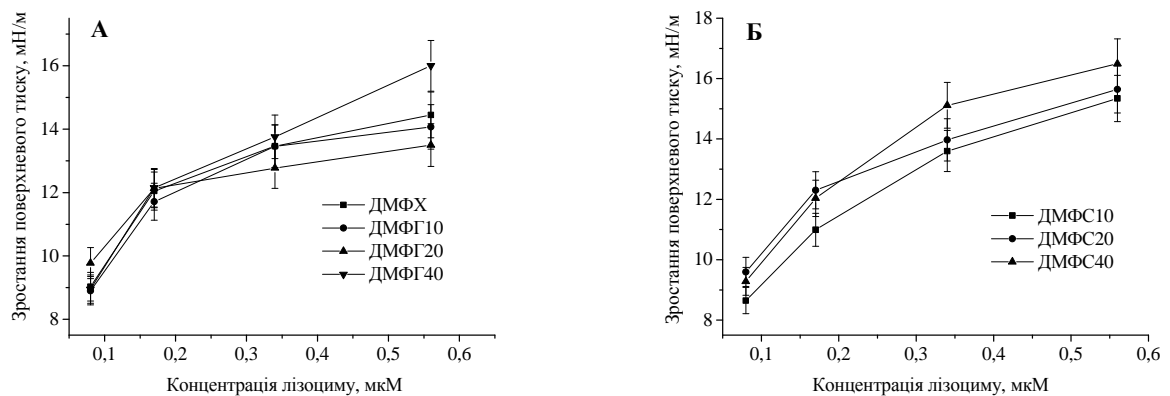 А
Зростання поверхневого тиску, мН/м
16
14
12
10
8
ДМФХ
ДМФГ10
ДМФГ20
ДМФГ40
0,1 0,2 0,3 0,4 0,5 0,6
Концентрація лізоциму, мкМ
Б
Зростання поверхневого тиску, мН/м
18
16
14
12
10
8
ДМФС10
ДМФС20
ДМФС40
0,1 0,2 0,3 0,4 0,5 0,6
Концентрація лізоциму, мкМ